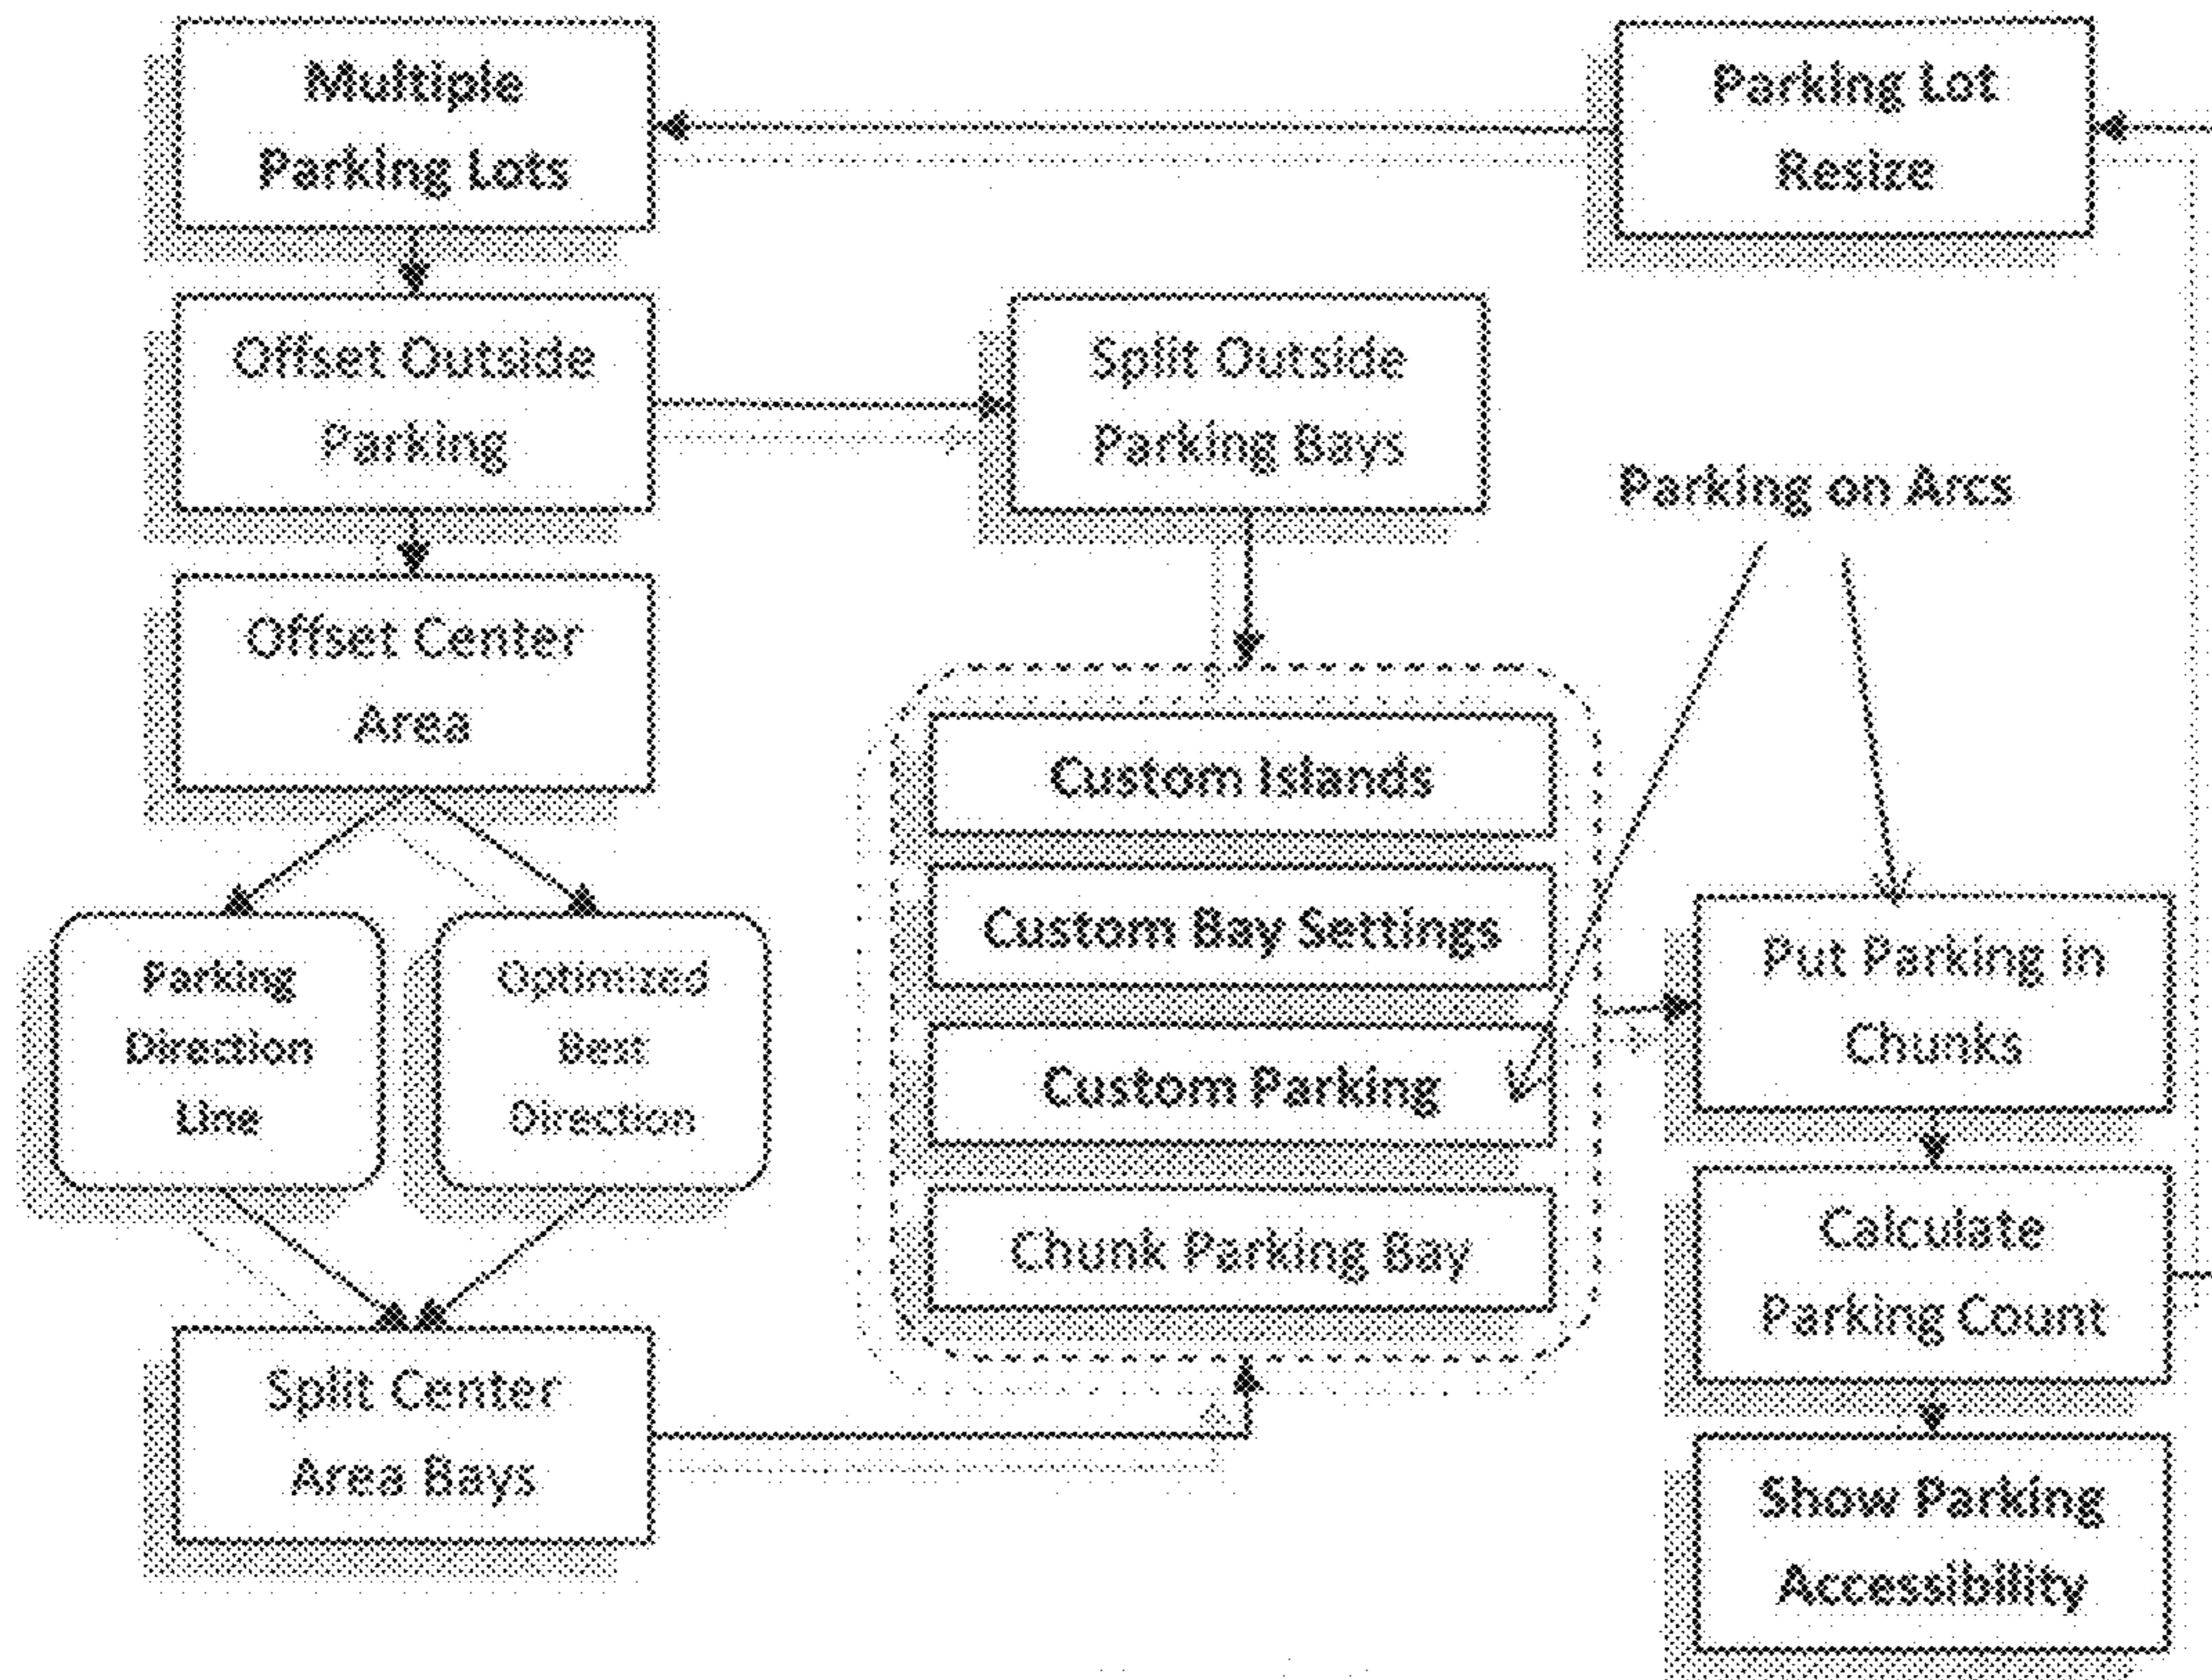 Multiple
Parking Lots
Parking Lot
Resize
Offset Outside
Parking
Split Outside
Parking Bays
Parking on Arcs
Offset Center
Area
Custom Islands
Custom Bay Settings
Custom Parking
Chunk Parking Bay
Parking
Direction
Line
Optimized
Best
Direction
Put Parking in
Chunks
Calculate
Parking Count
Split Center
Area Bays
Show Parking
Accessibility